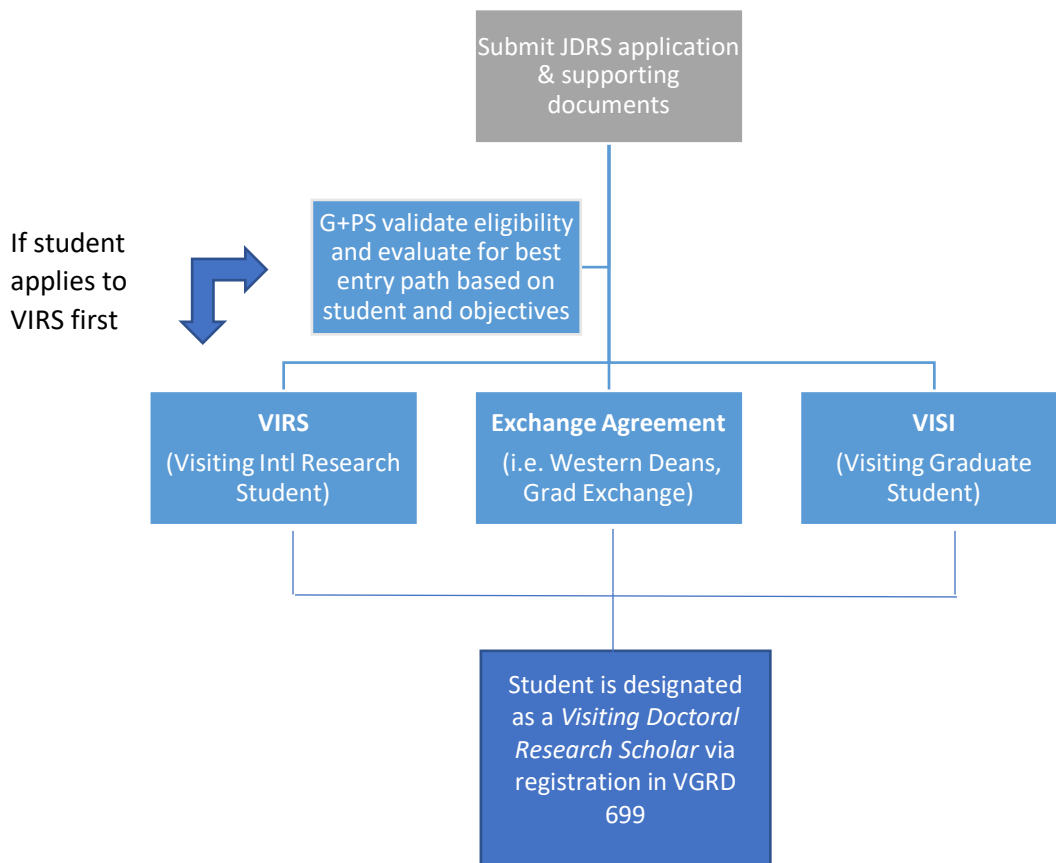 Submit JDRS application
& supporting
documents
G+PS validate eligibility
and evaluate for best
entry path based on
student and objectives
If student
applies to
VIRS first
VIRS
(Visiting Intl Research
Student)
Exchange Agreement
(i.e. Western Deans,
Grad Exchange)
VISI
(Visiting Graduate
Student)
Student is designated
as a Visiting Doctoral
Research Scholar via
registration in VGRD
699